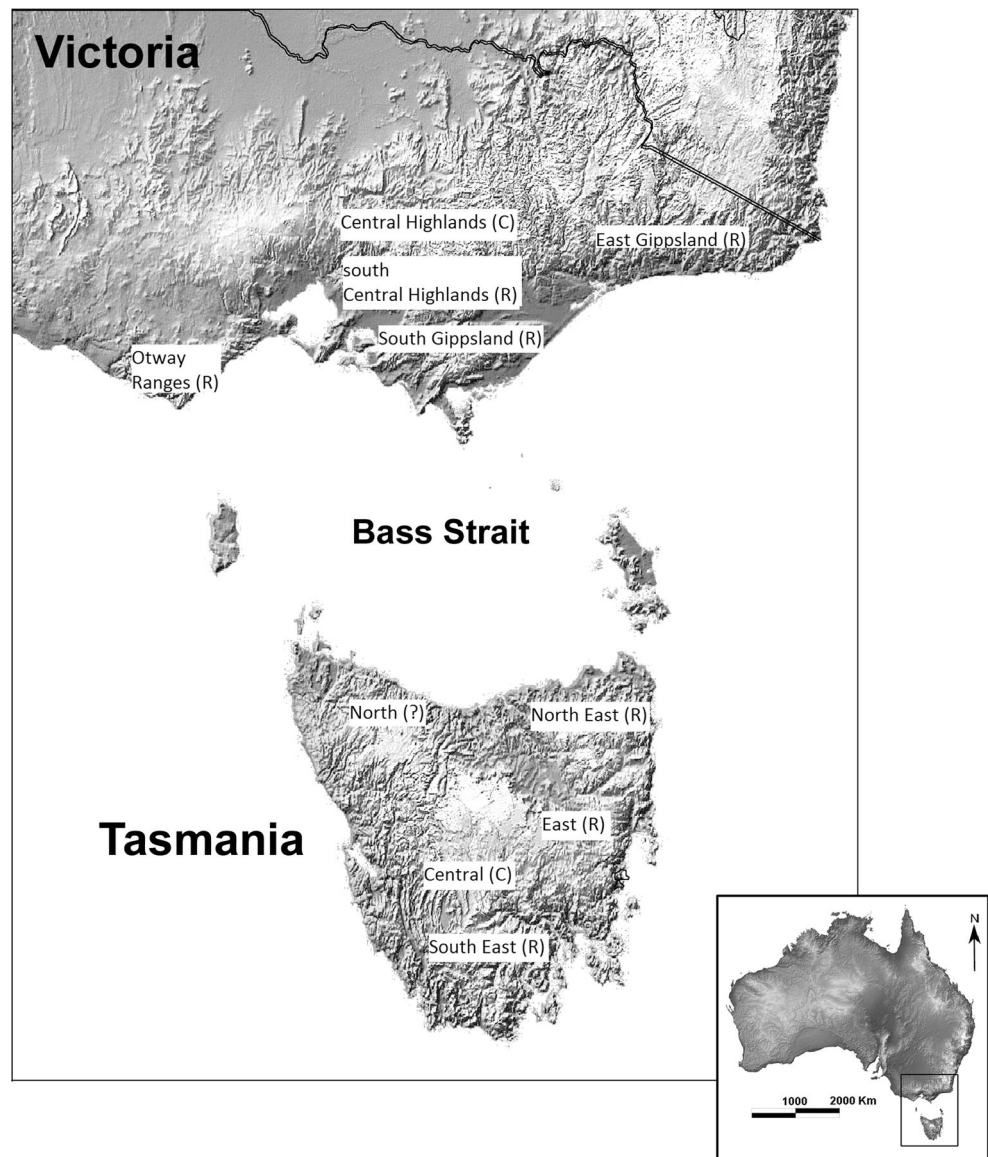 Victoria
Central Highlands (C)
East Gippsland (R)
south
Central Highlands (R)
South Gippsland (R)
Otway
Ranges (R)
Bass Strait
North (?)
North East (R)
East (R)
Tasmania
Central (C)
South East (R)
N
1000
2000 Km